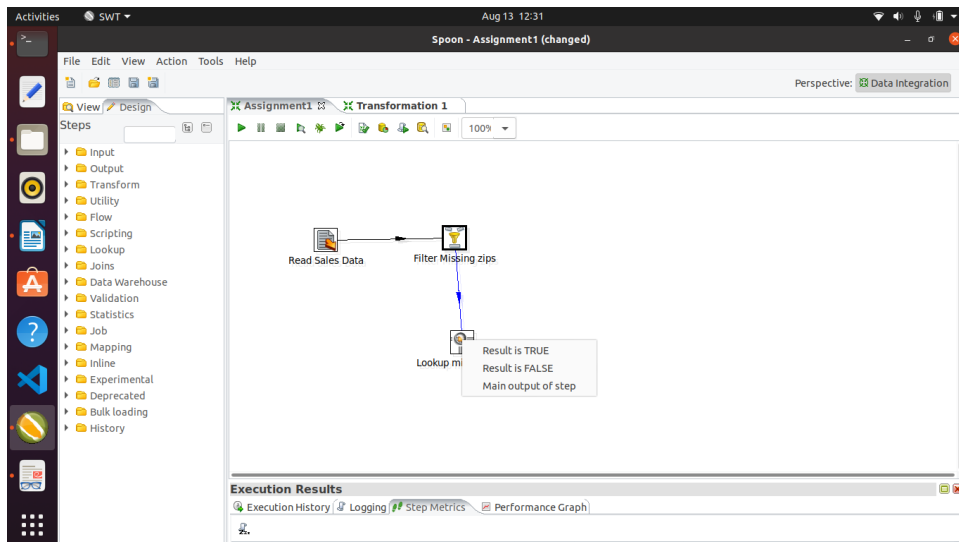 Activities SWT Aug 13 12:31
Spoon - Assignment1 (changed)
File Edit View Action Tools Help
Perspective: Data Integration
View Design
Assignment1 Transformation 1
Steps
100%
Input
Output
Transform
Utility
Flow
Scripting
Lookup
Joins
Data Warehouse
Validation
Statistics
Job
Mapping
Inline
Experimental
Deprecated
Bulk loading
History
Read Sales Data
Filter Missing zips
Lookup mi
Result is TRUE
Result is FALSE
Main output of step
Execution Results
Execution History Logging Step Metrics Performance Graph